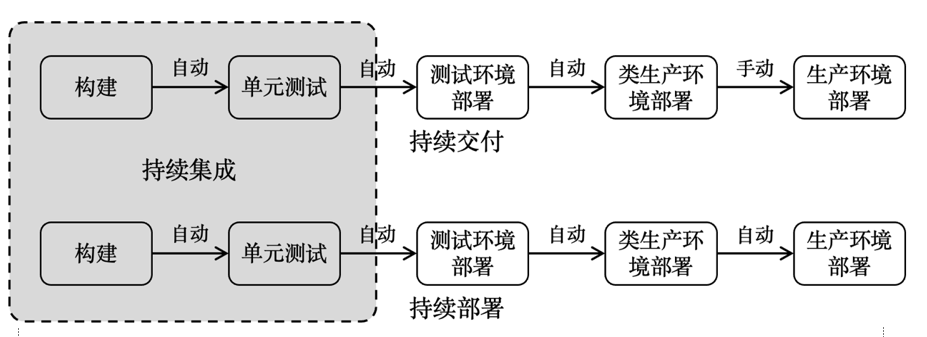 自动
自动
自动
手动
构建
单元测试
测试环境
部署
类生产环
境部署
生产环境
部署
持续交付
持续集成
自动
自动
自动
自动
构建
单元测试
测试环境
部署
类生产环
境部署
生产环境
部署
持续部署